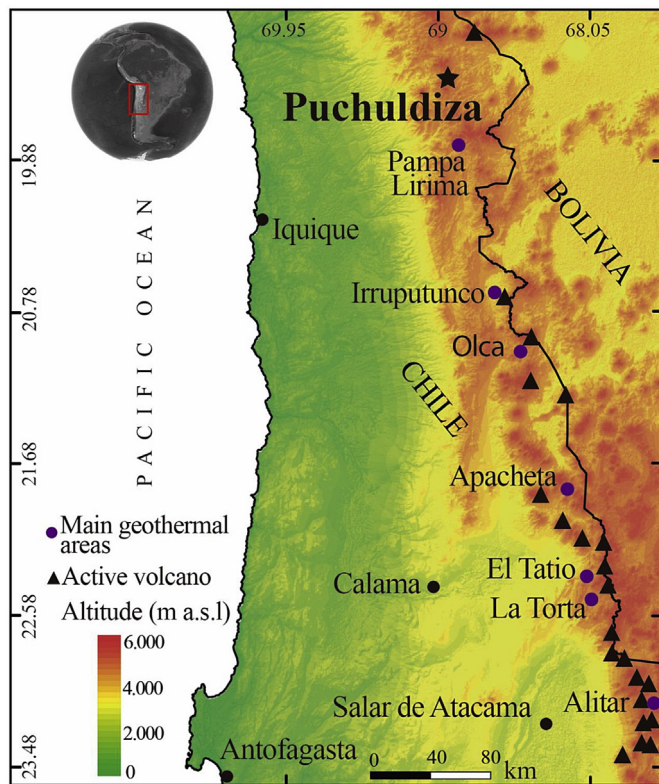 69.95 69 68.05
Puchuldiza
19.88
Pampa
Lirima
BOLIVIA
Iquique
PACIFIC OCEAN
Irruputunco
20.78
Olca
CHILE
21.68
Apacheta
Main geothermal
areas
Active volcano
El Tatio
Calama
La Torta
Altitude (m a.s.l)
22.58
6.000
4.000
2.000
0
Salar de Atacama
Alitar
Antofagasta
0 40 80
km
23.48